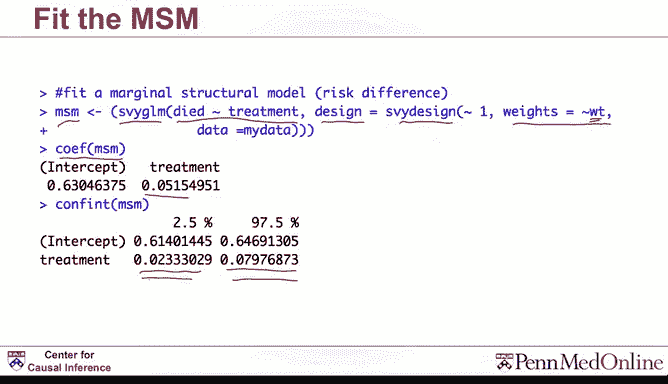 Fit the MSM
> #fit a marginal structural model (risk difference)
> msm <- (svyglm(died ~ treatment, design = svydesign(~ 1, weights = ~wt,
+ data =mydata)))
> coef(msm)
(Intercept) treatment
0.63046375 0.05154951
> confint(msm)
2.5 % 97.5 %
(Intercept) 0.61401445 0.64691305
treatment 0.02333029 0.07976873
Center for
Causal Inference
PennMedOnline